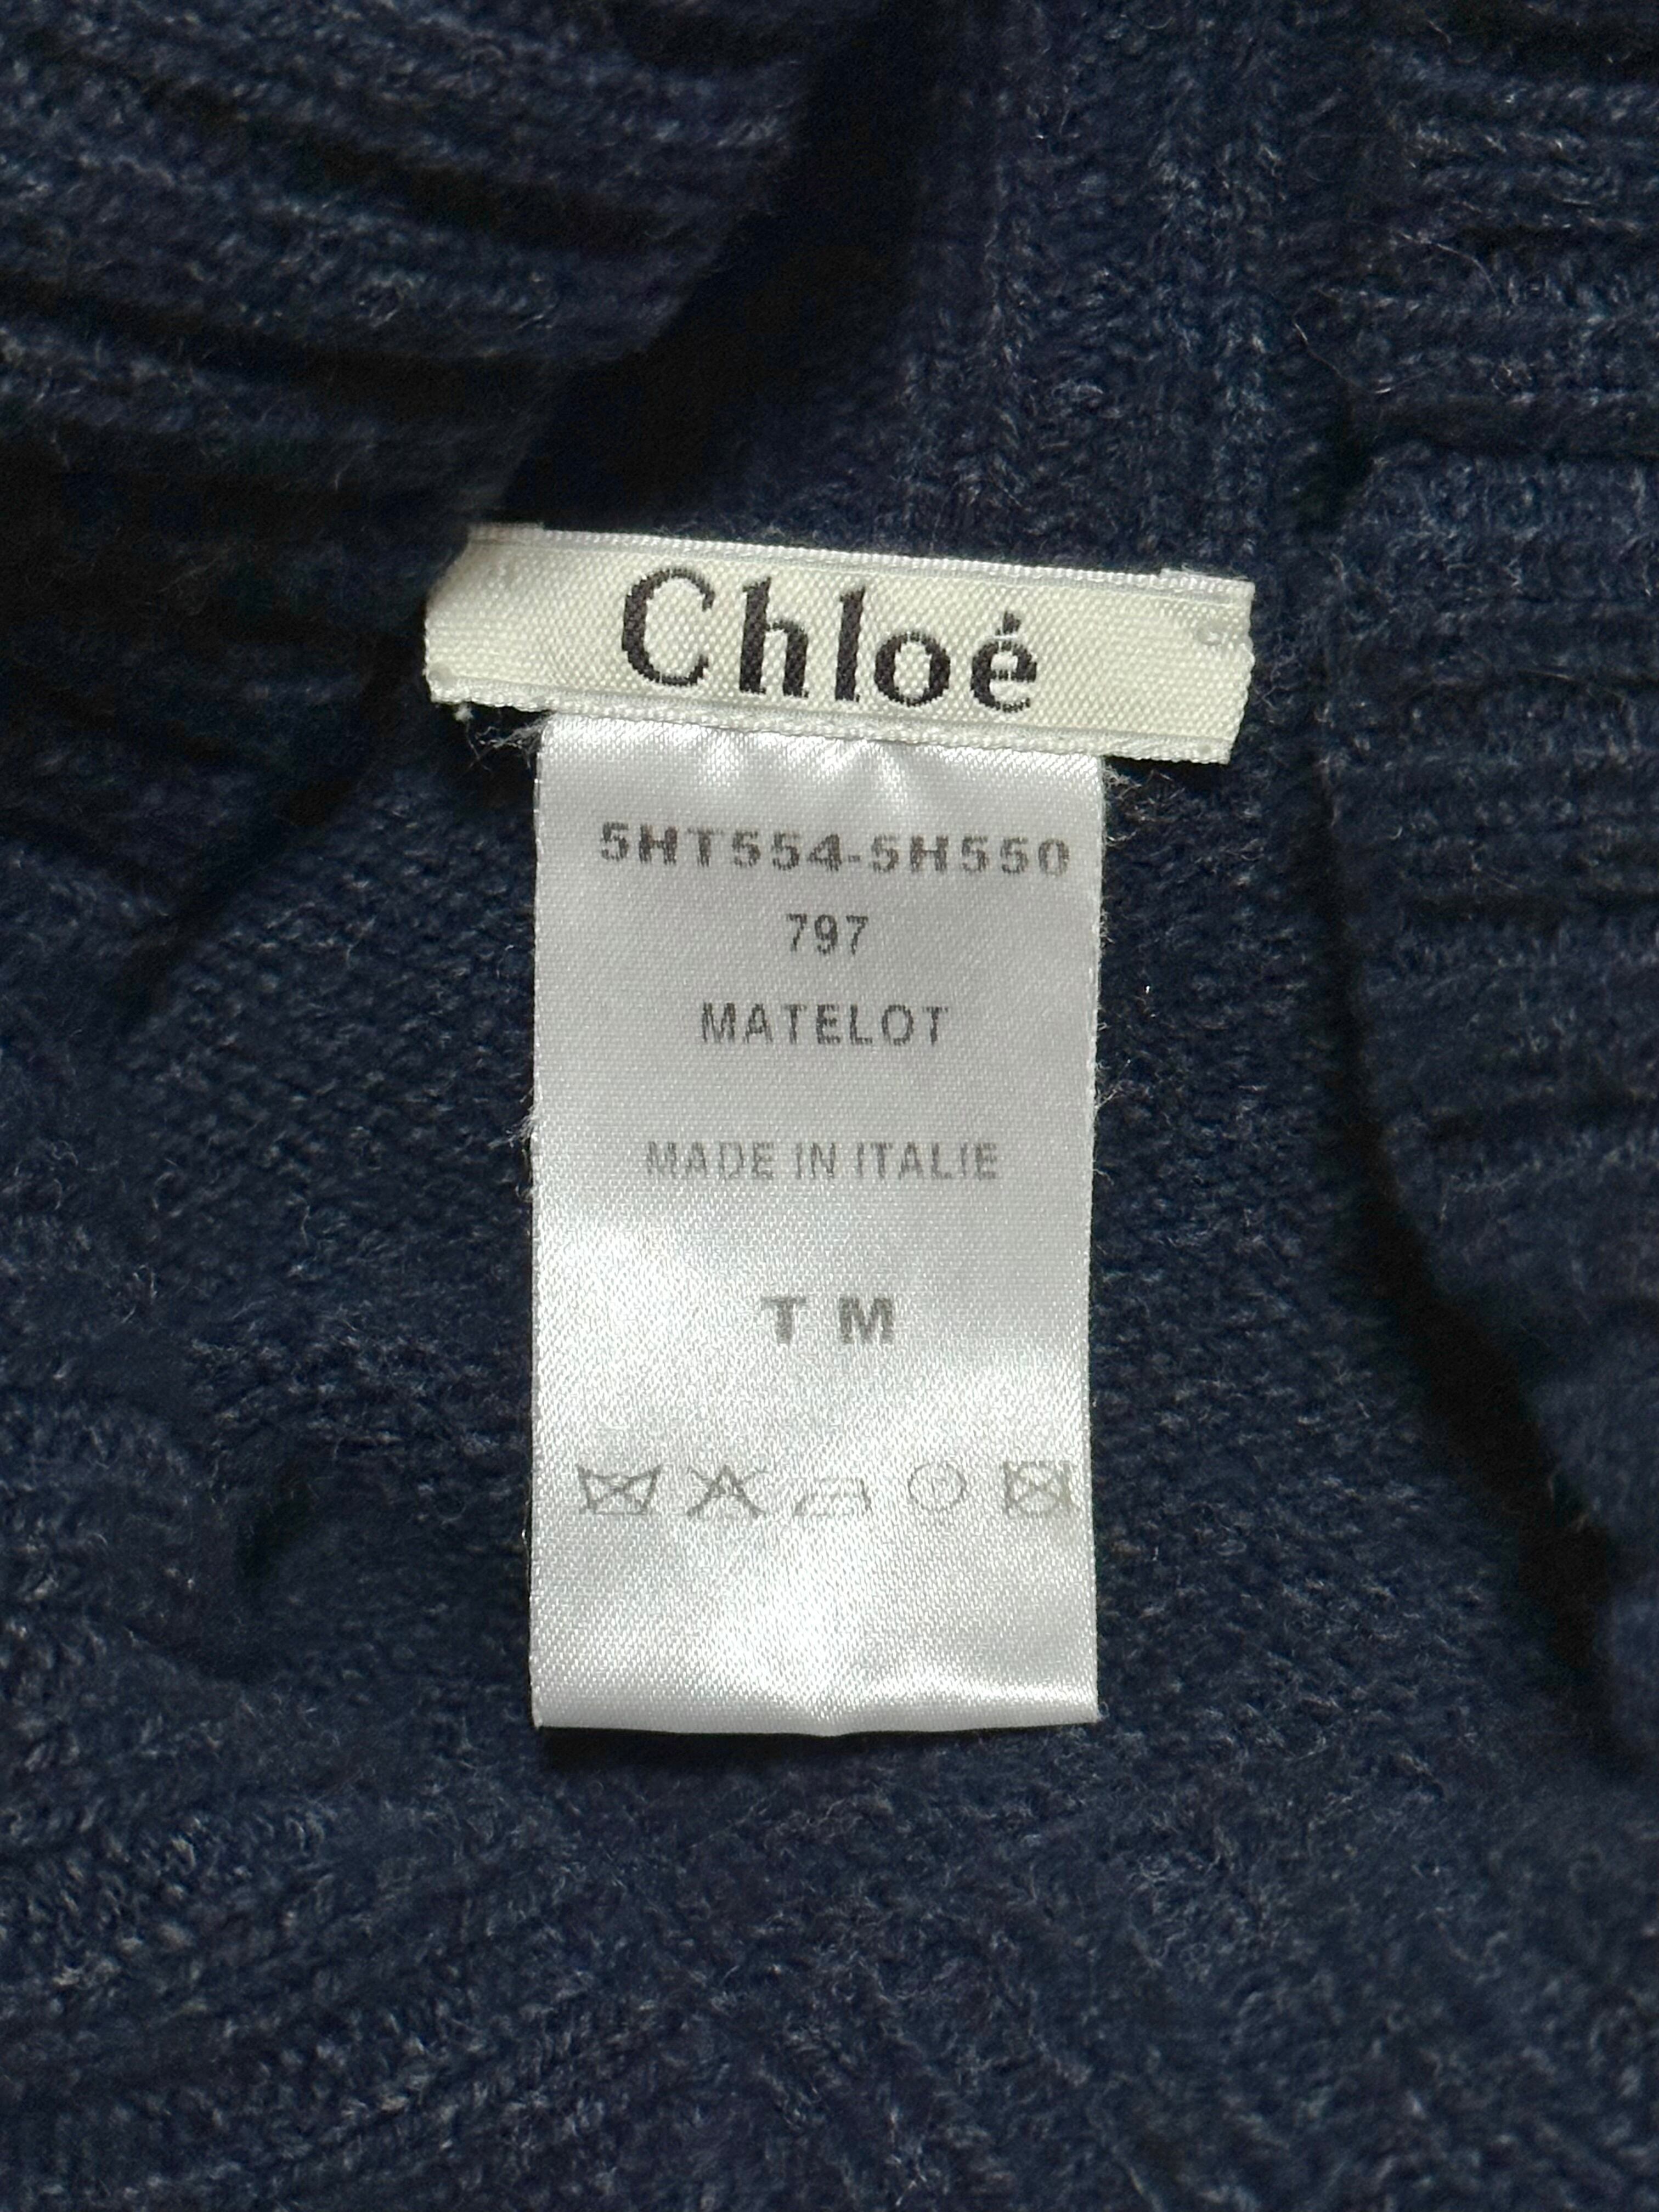 Chloé
5HT554-5H550
797
MATELOT
MADE IN ITALIE
T M